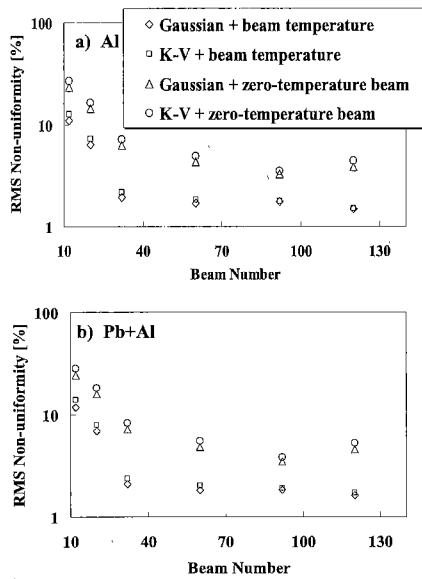 100
a) Al
◇ Gaussian + beam temperature
□ K-V + beam temperature
△ Gaussian + zero-temperature beam
○ K-V + zero-temperature beam
RMS Non-uniformity [%]
10
1
10 40 70 100 130
Beam Number
100
b) Pb+Al
RMS Non-uniformity [%]
10
1
10 40 70 100 130
Beam Number